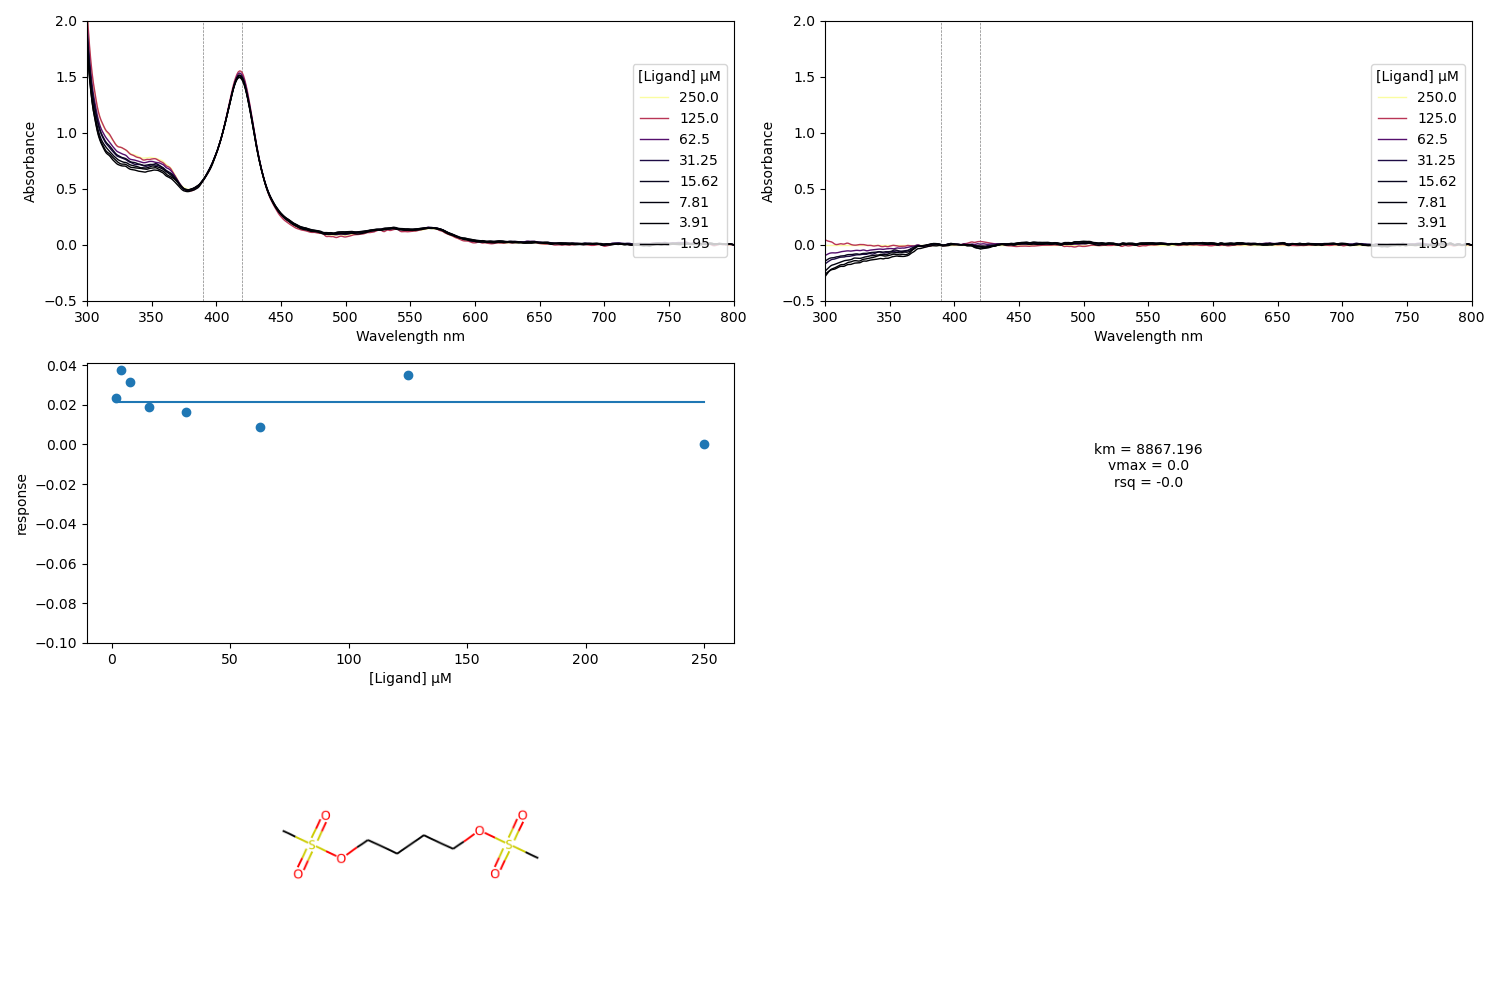 2.0
1.5
1.0
0.5
0.0
−0.5
Absorbance
300 350 400 450 500 550 600 650 700 750 800
Wavelength nm
[Ligand] µM
250.0
125.0
62.5
31.25
15.62
7.81
3.91
1.95
2.0
1.5
1.0
0.5
0.0
−0.5
Absorbance
300 350 400 450 500 550 600 650 700 750 800
Wavelength nm
[Ligand] µM
250.0
125.0
62.5
31.25
15.62
7.81
3.91
1.95
0.04
0.02
0.00
−0.02
−0.04
−0.06
−0.08
−0.10
response
0 50 100 150 200 250
[Ligand] µM
km = 8867.196
vmax = 0.0
rsq = -0.0
O O
O
S S
O
O O